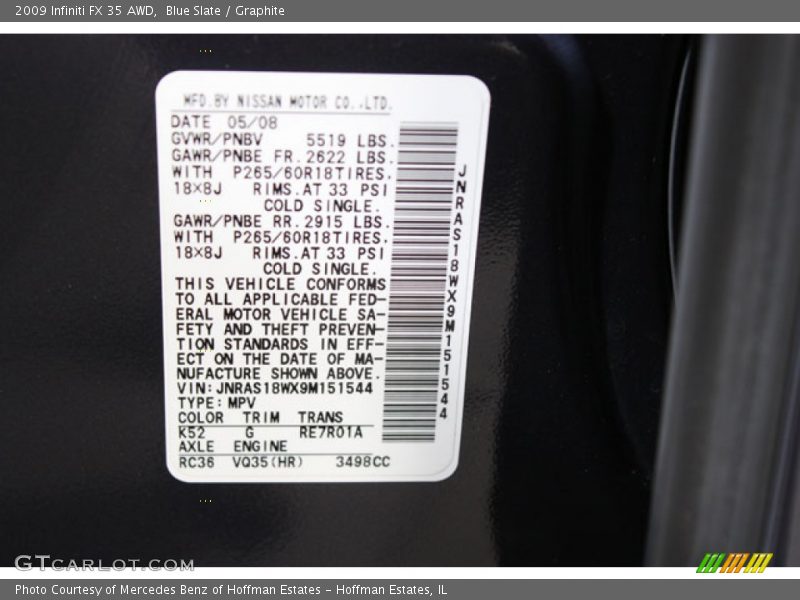 2009 Infiniti FX 35 AWD,  Blue Slate / Graphite
MFD.BY NISSAN MOTOR CO.,LTD.
DATE 05/08
GVWR/PNBV 5519 LBS.
GAWR/PNBE FR.2622 LBS.
WITH P265/60R18TIRES.
18×8J RIMS.AT 33 PSI
COLD SINGLE.
GAWR/PNBE RR.2915 LBS.
WITH P265/60R18TIRES.
18×8J RIMS.AT 33 PSI
COLD SINGLE.
THIS VEHICLE CONFORMS
TO ALL APPLICABLE FED-
ERAL MOTOR VEHICLE SA-
FETY AND THEFT PREVEN-
TION STANDARDS IN EFF-
ECT ON THE DATE OF MA-
NUFACTURE SHOWN ABOVE.
VIN:JNRAS18WX9M151544
TYPE:MPV
COLOR TRIM TRANS
K52 G RE7R01A
AXLE ENGINE
RC36 VQ35(HR) 3498CC
JNRAS18WX9M151544
GTCARLOT.COM
Photo Courtesy of Mercedes Benz of Hoffman Estates - Hoffman Estates, IL